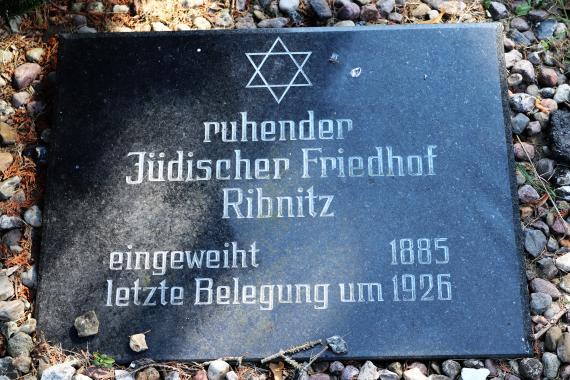 ruhender
Jüdischer Friedhof
Ribnitz
eingeweiht 1885
letzte Belegung um 1926